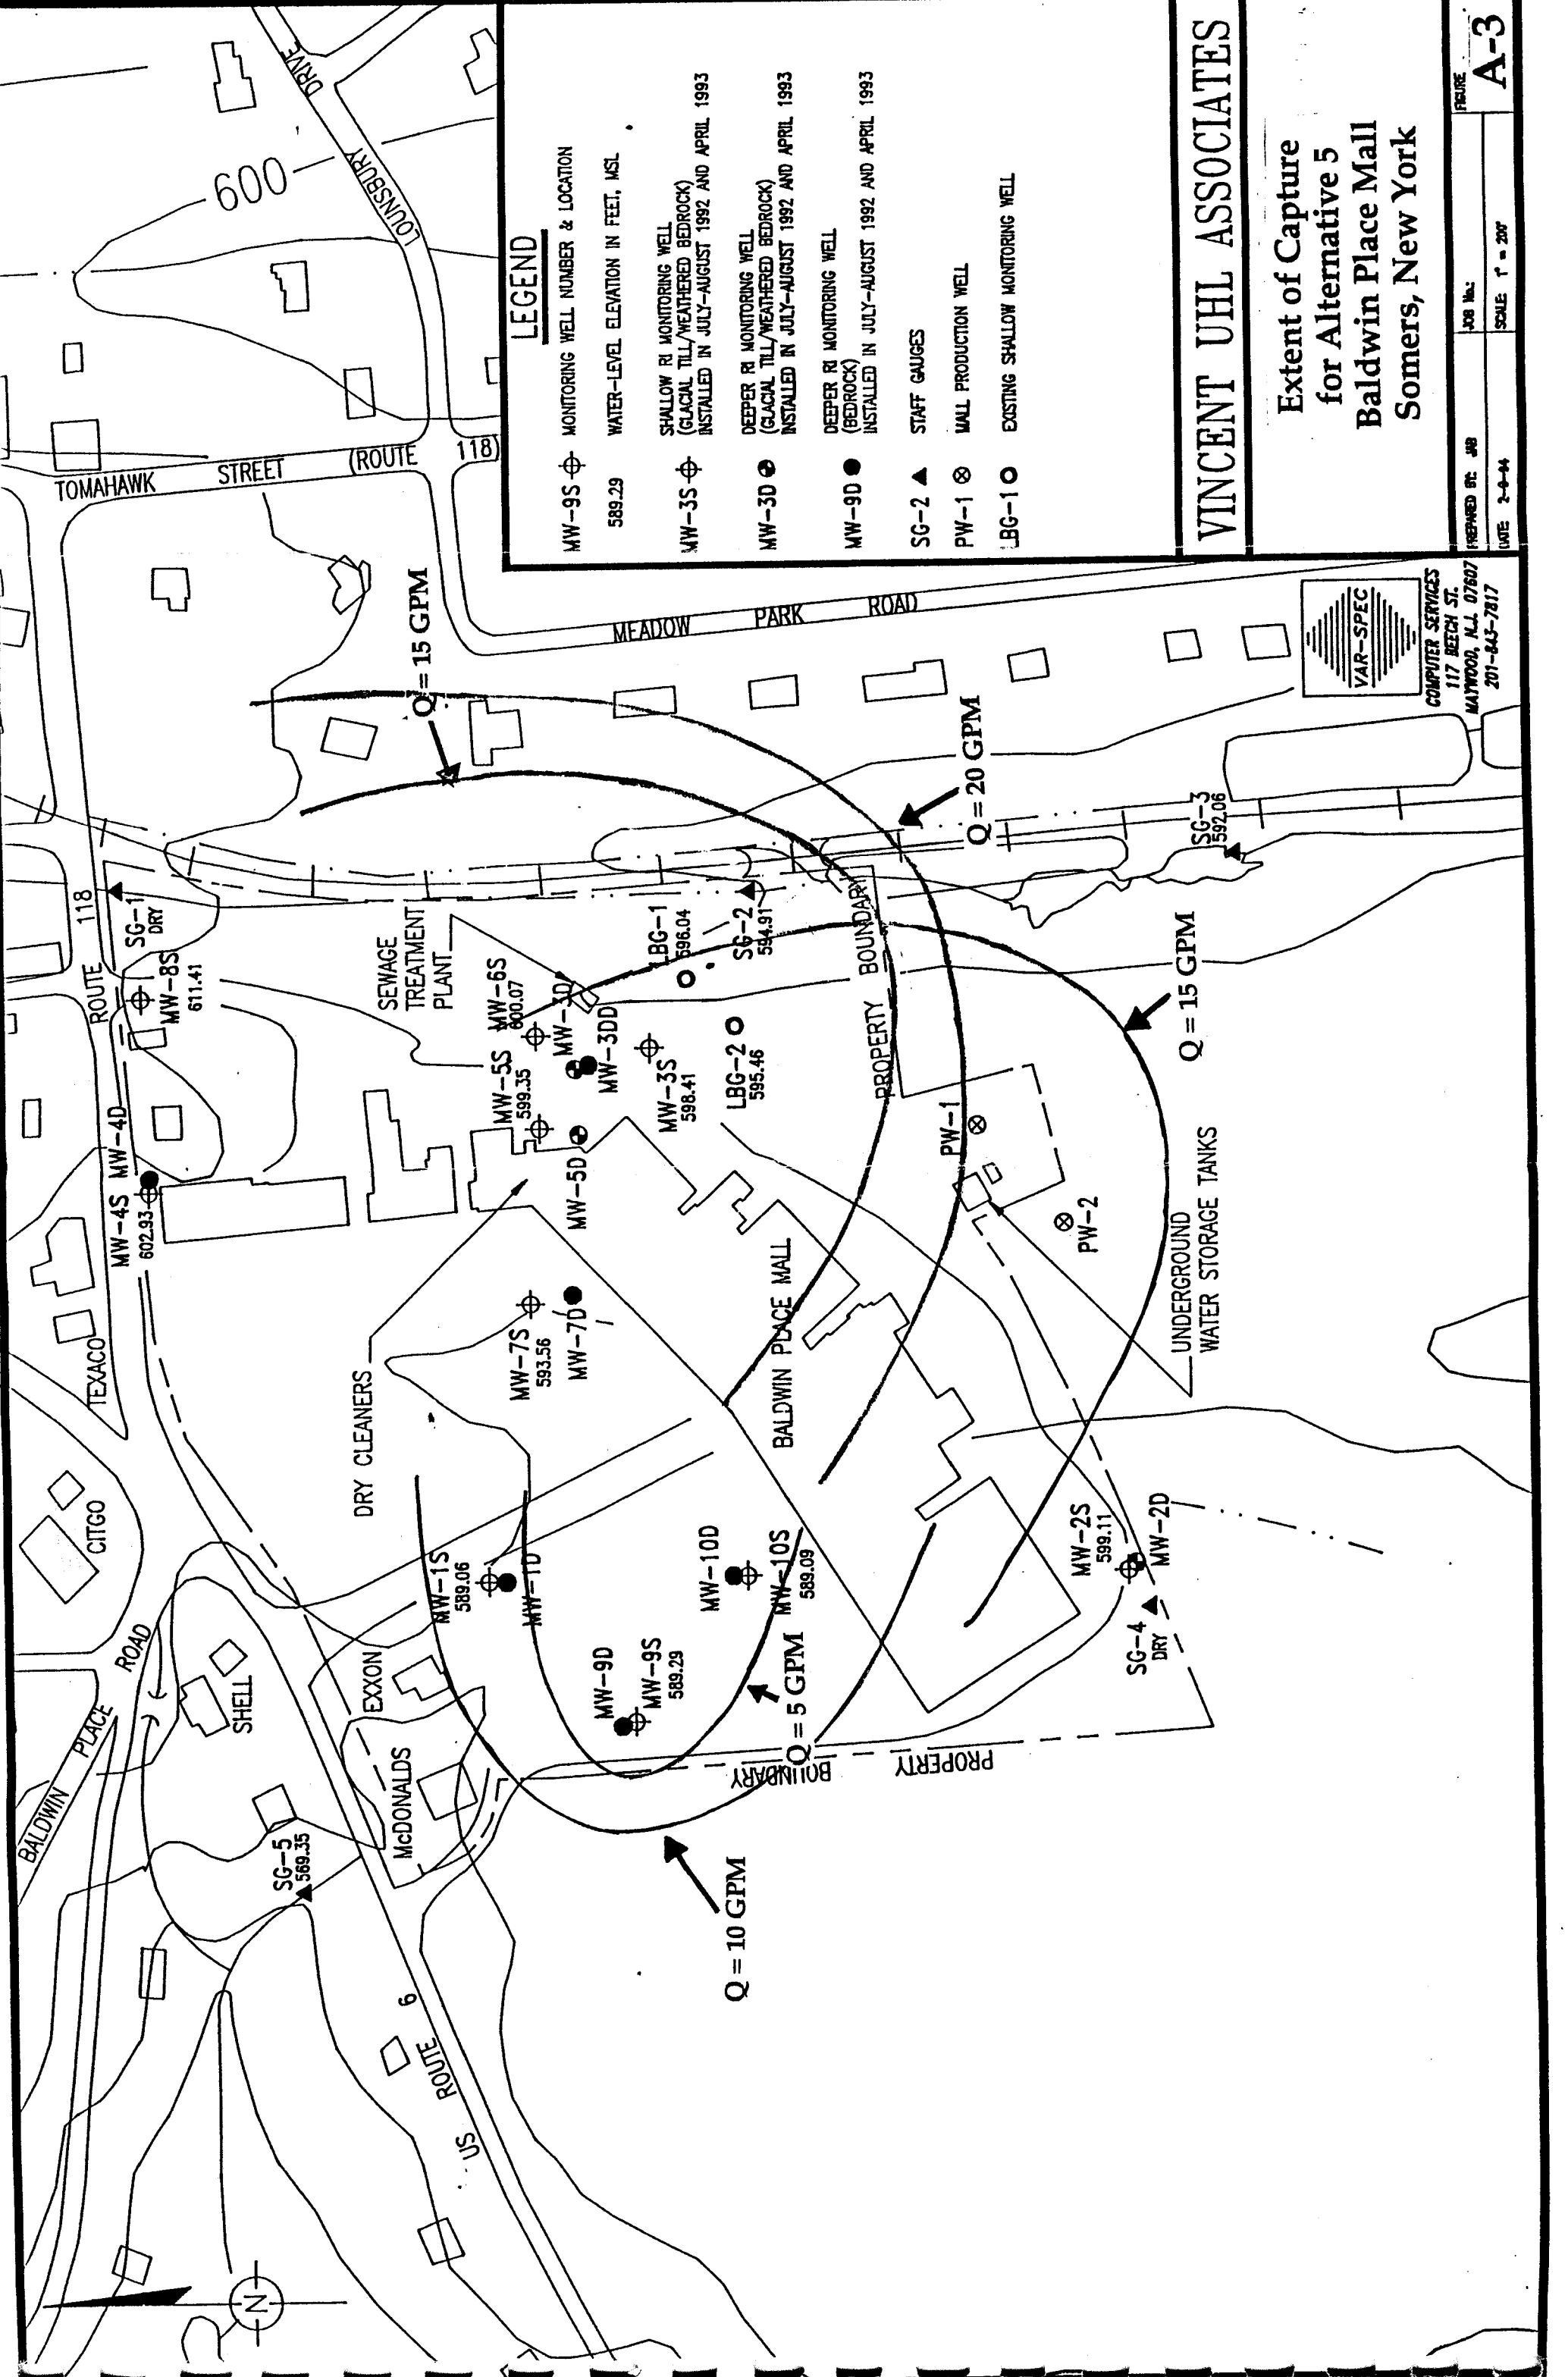 BALDWIN PLACE ROAD
CITGO
TEXACO
ROUTE 118
TOMAHAWK STREET (ROUTE 118)
LOUNSBURY DRIVE
600
SHELL
EXXON
McDONALDS
US ROUTE 6
N
SG-5
569.35
MW-4S MW-4D
602.93
MW-8S
611.41
SG-1
DRY
SEWAGE
TREATMENT
PLANT
DRY CLEANERS
MW-1S
589.06
MW-1D
MW-7S
593.56
MW-7D
MW-5S
599.35
MW-5D
MW-6S
600.07
MW-3D
MW-3DD
MW-3S
598.41
LBG-1
596.04
LBG-2
595.46
SG-2
594.91
MW-9D
MW-9S
589.29
MW-10D
MW-10S
589.09
BALDWIN PLACE MALL
PROPERTY BOUNDARY
PROPERTY BOUNDARY
Q = 5 GPM
Q = 10 GPM
Q = 15 GPM
Q = 20 GPM
Q = 15 GPM
MEADOW PARK ROAD
PW-1
PW-2
UNDERGROUND
WATER STORAGE TANKS
MW-2S
599.11
MW-2D
SG-4
DRY
SG-3
592.06
LEGEND
MW-9S MONITORING WELL NUMBER & LOCATION
589.29 WATER-LEVEL ELEVATION IN FEET, MSL
MW-3S SHALLOW RI MONITORING WELL
(GLACIAL TILL/WEATHERED BEDROCK)
INSTALLED IN JULY-AUGUST 1992 AND APRIL 1993
MW-3D DEEPER RI MONITORING WELL
(GLACIAL TILL/WEATHERED BEDROCK)
INSTALLED IN JULY-AUGUST 1992 AND APRIL 1993
MW-9D DEEPER RI MONITORING WELL
(BEDROCK)
INSTALLED IN JULY-AUGUST 1992 AND APRIL 1993
SG-2 STAFF GAUGES
PW-1 MALL PRODUCTION WELL
LBG-1 EXISTING SHALLOW MONITORING WELL
VAR-SPEC
COMPUTER SERVICES
117 BEECH ST.
MAYWOOD, N.J. 07607
201-843-7817
VINCENT UHL ASSOCIATES
Extent of Capture
for Alternative 5
Baldwin Place Mall
Somers, New York
PREPARED BY: JAB
JOB No.:
FIGURE
A-3
DATE: 2-9-94
SCALE: 1" = 200'